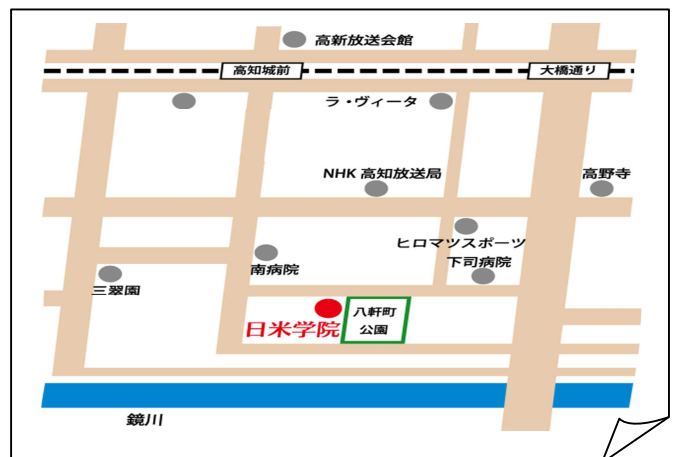 高新放送会館
高知城前
大橋通り
ラ・ヴィータ
NHK 高知放送局
高野寺
ヒロマツスポーツ
下司病院
南病院
三翠園
八軒町
公園
日米学院
鏡川